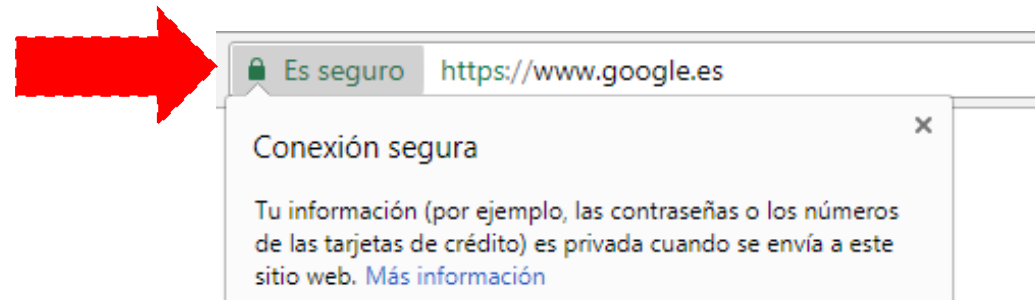 Es seguro https://www.google.es
Conexión segura
Tu información (por ejemplo, las contraseñas o los números
de las tarjetas de crédito) es privada cuando se envía a este
sitio web. Más información